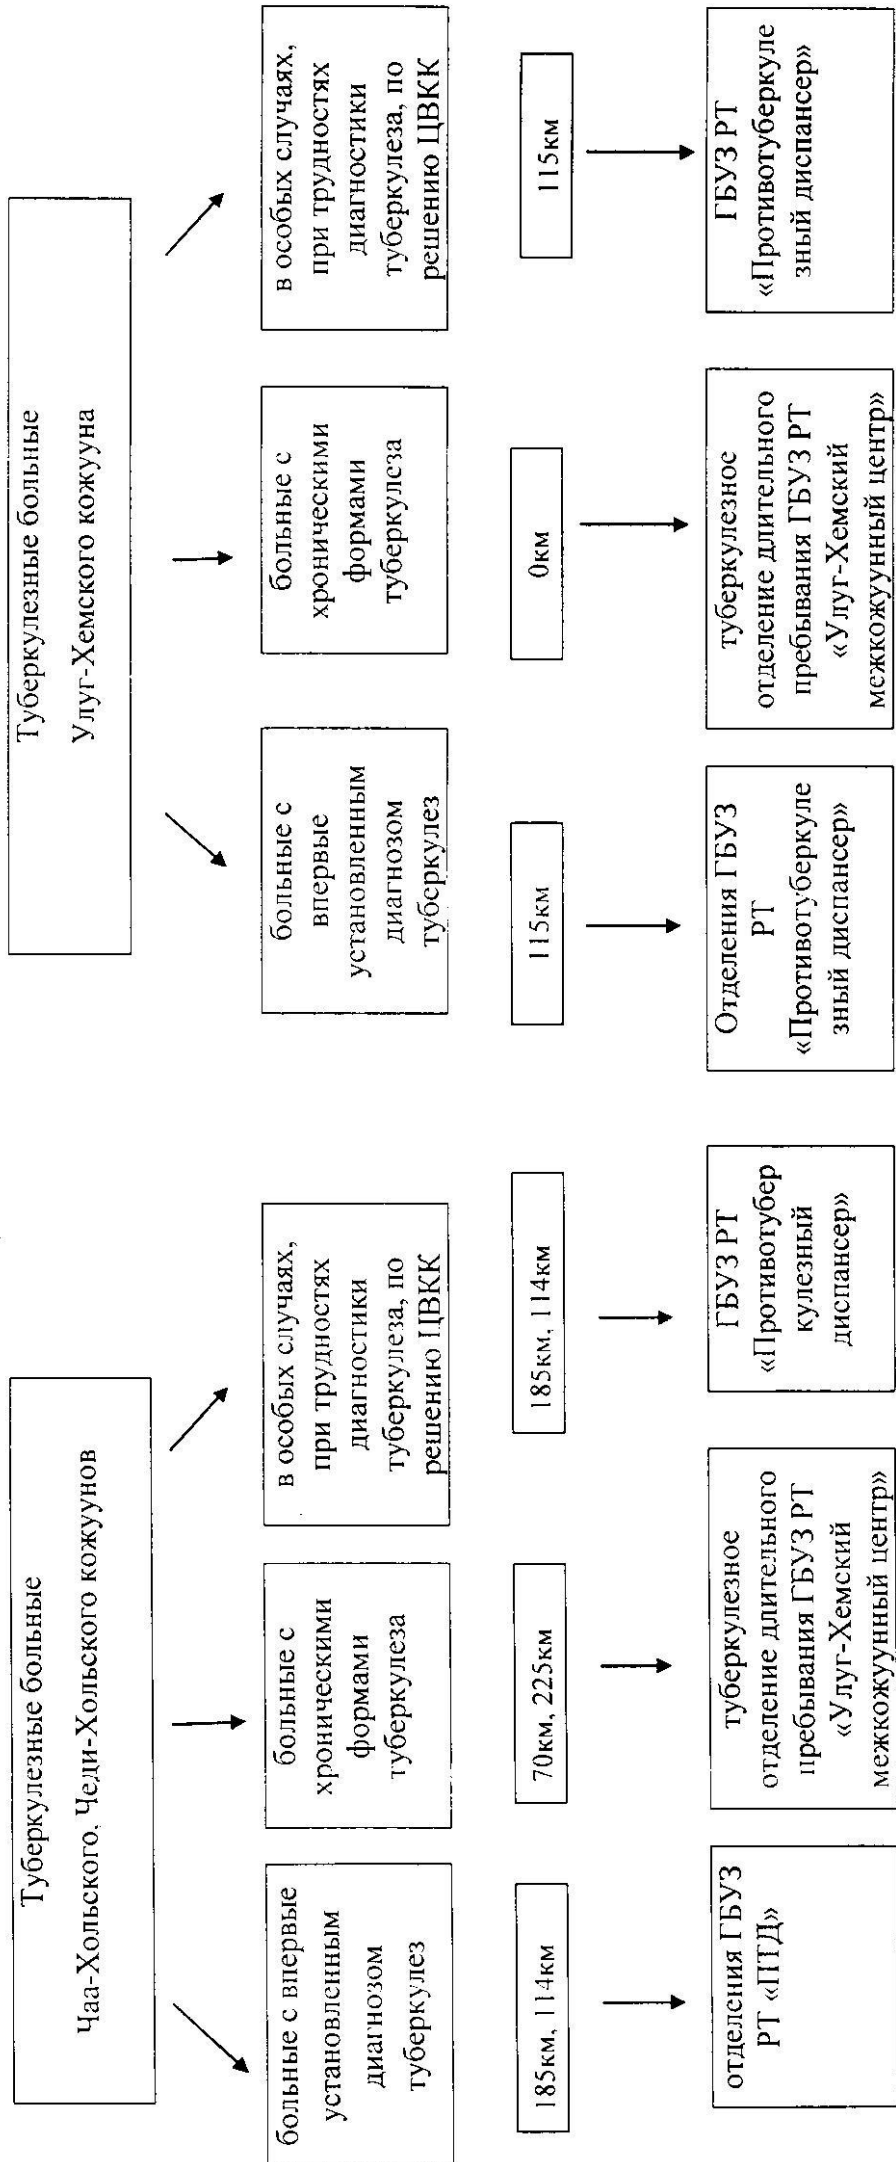 Туберкулезные больные
Чаа-Хольского, Чеди-Хольского кожуунов
больные с впервые
установленным
диагнозом
туберкулез
больные с
хроническими
формами
туберкулеза
в особых случаях,
при трудностях
диагностики
туберкулеза, по
решению ЦВКК
185км, 114км
70км, 225км
185км, 114км
отделения ГБУЗ
РТ «ПТД»
туберкулезное
отделение длительного
пребывания ГБУЗ РТ
«Улуг-Хемский
межкожуунный центр»
ГБУЗ РТ
«Противотубер
кулезный
диспансер»
Туберкулезные больные
Улуг-Хемского кожууна
больные с
впервые
установленным
диагнозом
туберкулез
больные с
хроническими
формами
туберкулеза
в особых случаях,
при трудностях
диагностики
туберкулеза, по
решению ЦВКК
115км
0км
115км
Отделения ГБУЗ
РТ
«Противотуберкуле
зный диспансер»
туберкулезное
отделение длительного
пребывания ГБУЗ РТ
«Улуг-Хемский
межкожуунный центр»
ГБУЗ РТ
«Противотуберкуле
зный диспансер»